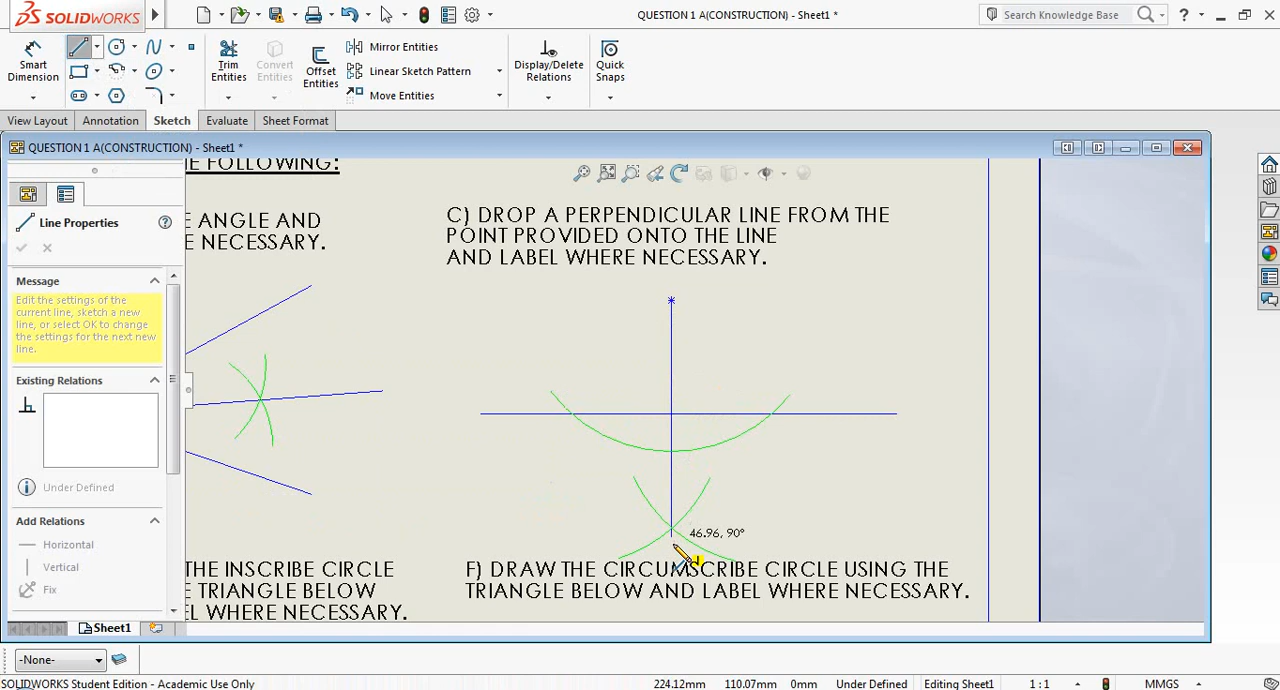 SOLIDWORKS
QUESTION 1 A(CONSTRUCTION) - Sheet1 *
Search Knowledge Base
?
Smart
Dimension
Trim
Entities
Convert
Entities
Offset
Entities
Mirror Entities
Linear Sketch Pattern
Move Entities
Display/Delete
Relations
Quick
Snaps
View Layout
Annotation
Sketch
Evaluate
Sheet Format
QUESTION 1 A(CONSTRUCTION) - Sheet1 *
Line Properties
?
Message
Edit the settings of the
current line, sketch a new
line, or select OK to change
the settings for the next new
line.
Existing Relations
Under Defined
Add Relations
Horizontal
Vertical
Fix
E FOLLOWING:
E ANGLE AND
E NECESSARY.
C) DROP A PERPENDICULAR LINE FROM THE
POINT PROVIDED ONTO THE LINE
AND LABEL WHERE NECESSARY.
46.96, 90°
THE INSCRIBE CIRCLE
E TRIANGLE BELOW
EL WHERE NECESSARY.
F) DRAW THE CIRCUMSCRIBE CIRCLE USING THE
TRIANGLE BELOW AND LABEL WHERE NECESSARY.
Sheet1
-None-
SOLIDWORKS Student Edition - Academic Use Only
224.12mm
110.07mm
0mm
Under Defined
Editing Sheet1
1 : 1
MMGS